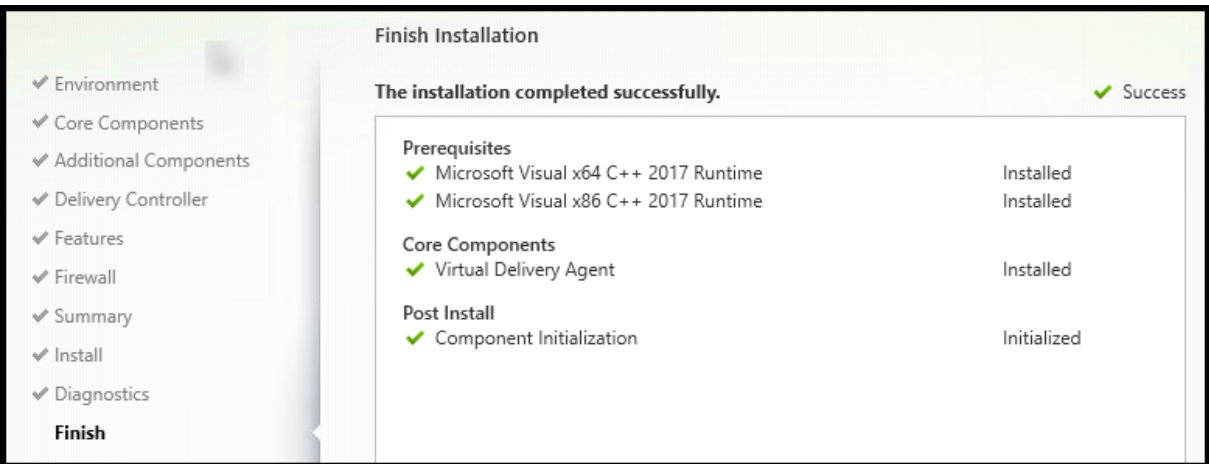 Finish Installation
Environment
Core Components
Additional Components
Delivery Controller
Features
Firewall
Summary
Install
Diagnostics
Finish
The installation completed successfully. Success
Prerequisites
Microsoft Visual x64 C++ 2017 Runtime Installed
Microsoft Visual x86 C++ 2017 Runtime Installed
Core Components
Virtual Delivery Agent Installed
Post Install
Component Initialization Initialized